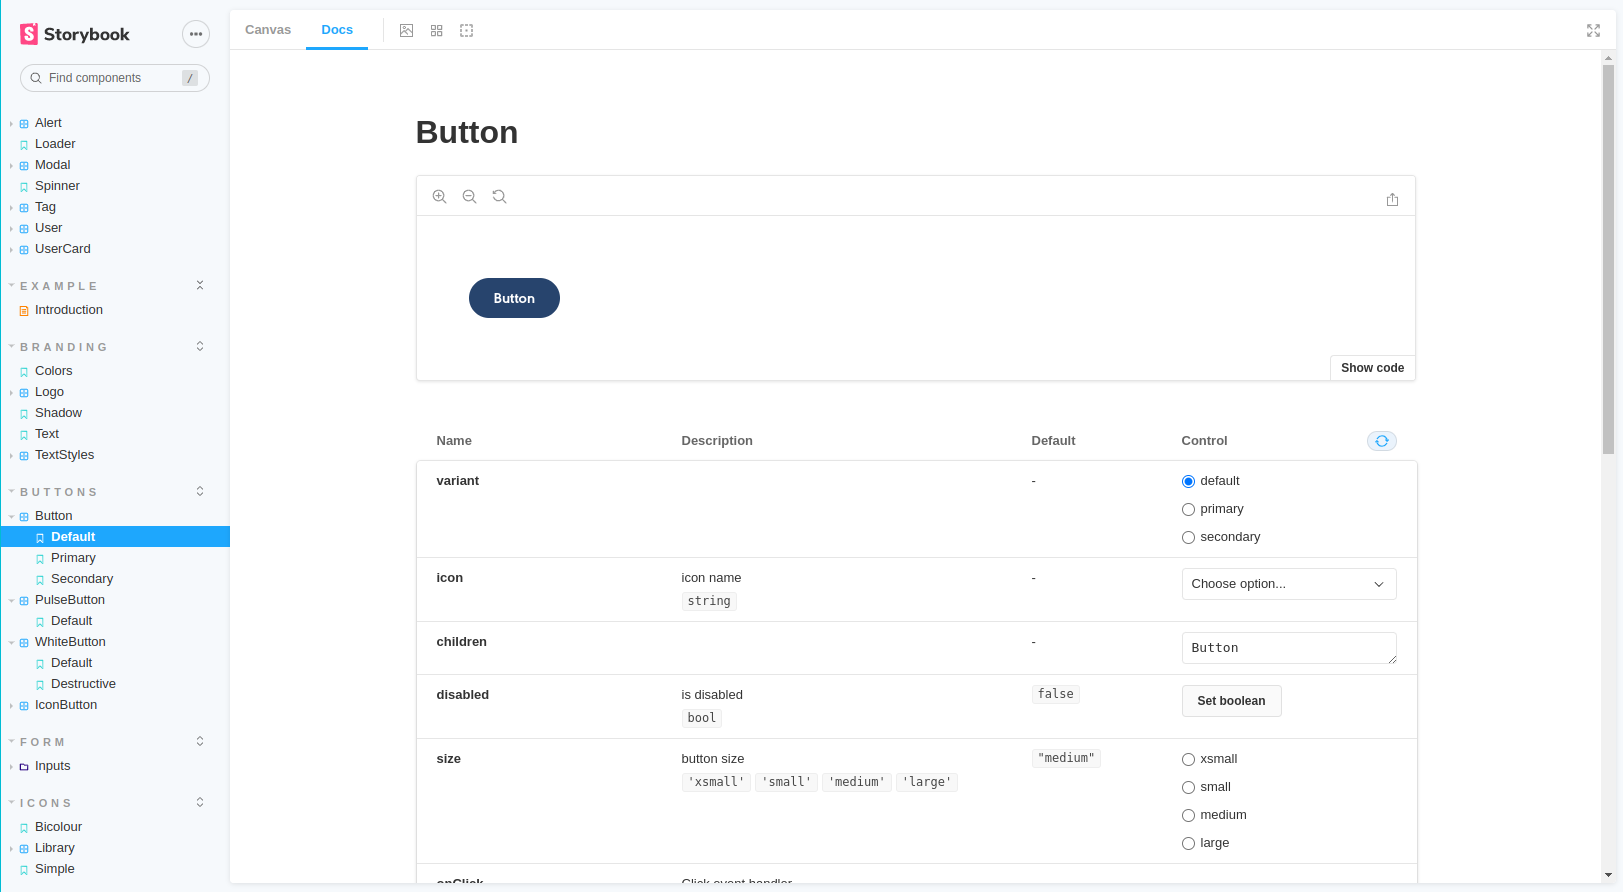 Storybook
Find components /
Alert
Loader
Modal
Spinner
Tag
User
UserCard
EXAMPLE
Introduction
BRANDING
Colors
Logo
Shadow
Text
TextStyles
BUTTONS
Button
Default
Primary
Secondary
PulseButton
Default
WhiteButton
Default
Destructive
IconButton
FORM
Inputs
ICONS
Bicolour
Library
Simple
Canvas Docs
Button
Button
Show code
Name Description Default Control
variant - default
primary
secondary
icon icon name - Choose option...
string
children - Button
disabled is disabled false Set boolean
bool
size button size "medium" xsmall
'xsmall' 'small' 'medium' 'large' small
medium
large
onClick Click event handler